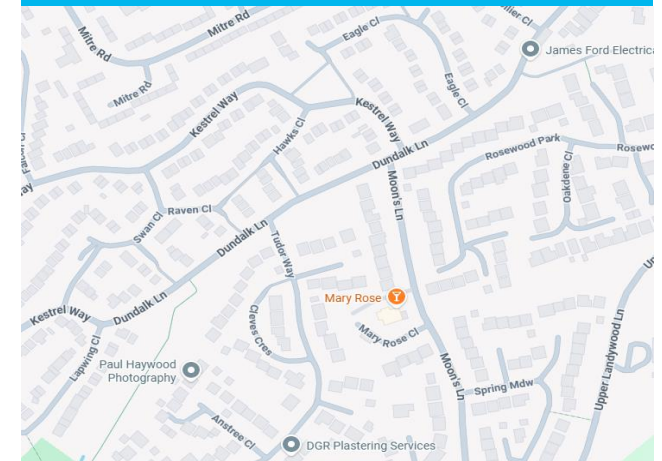 Mitre Rd
Mitre Rd
Mitre Rd
Eagle Cl
James Ford Electrica
Eagle Cl
Kestrel Way
Kestrel Way
Hawks Cl
Dundalk Ln
Rosewood Park
Oakdene Cl
Moon's Ln
Raven Cl
Swan Cl
Dundalk Ln
Tudor Way
Mary Rose
Kestrel Way
Dundalk Ln
Cleves Cres
Mary Rose Cl
Upper Landywood Ln
Lapwing Cl
Paul Haywood
Photography
Moon's Ln
Spring Mdw
Anstree Cl
DGR Plastering Services